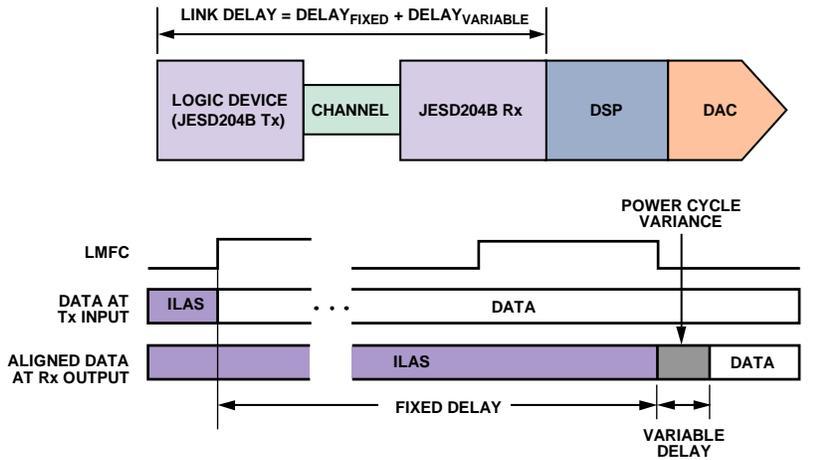 LINK DELAY = DELAYFIXED + DELAYVARIABLE
LOGIC DEVICE
(JESD204B Tx)
CHANNEL
JESD204B Rx
DSP
DAC
POWER CYCLE
VARIANCE
LMFC
DATA AT
Tx INPUT
ILAS
. . .
DATA
ALIGNED DATA
AT Rx OUTPUT
ILAS
DATA
FIXED DELAY
VARIABLE
DELAY